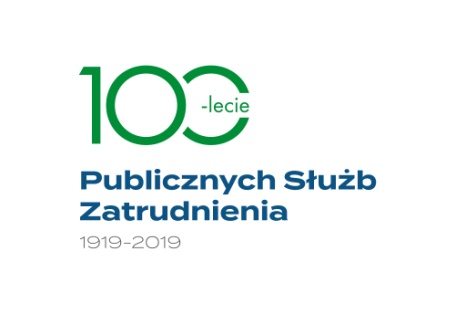 100-lecie
Publicznych Służb
Zatrudnienia
1919-2019